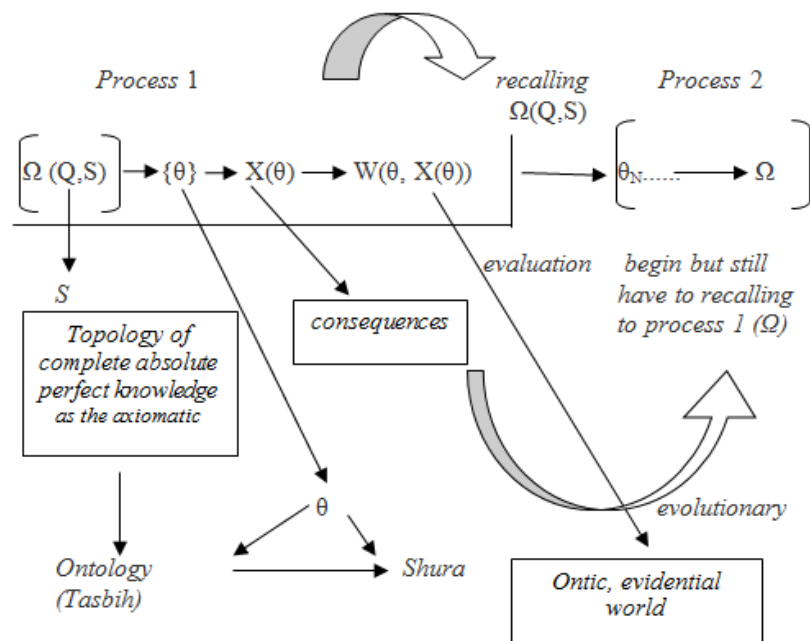 Process 1
recalling
Ω(Q,S)
Process 2
Ω (Q,S) → {θ} → X(θ) → W(θ, X(θ)) → θN...... → Ω
S
evaluation
begin but still
have to recalling
to process 1 (Ω)
Topology of
complete absolute
perfect knowledge
as the axiomatic
consequences
θ
evolutionary
Ontology
(Tasbih)
Shura
Ontic, evidential
world